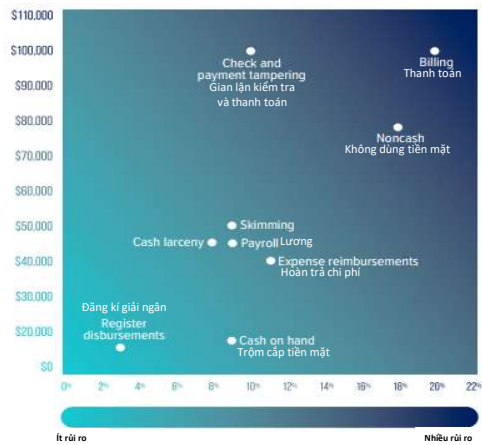 $110,000
$100,000
$90,000
$80,000
$70,000
$60,000
$50,000
$40,000
$30,000
$20,000
$0
Check and
payment tampering
Gian lận kiểm tra
và thanh toán
Billing
Thanh toán
Noncash
Không dùng tiền mặt
Skimming
Cash larceny
Payroll Lương
Expense reimbursements
Hoàn trả chi phí
Đăng kí giải ngân
Register
disbursements
Cash on hand
Trộm cắp tiền mặt
0% 2% 4% 6% 8% 10% 12% 14% 16% 18% 20% 22%
Ít rủi ro Nhiều rủi ro